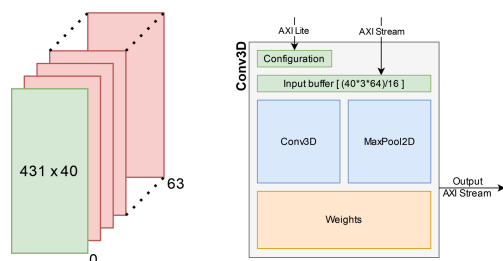 431 x 40
63
0
AXI Lite
AXI Stream
Conv3D
Configuration
Input buffer [ (40*3*64)/16 ]
Conv3D
MaxPool2D
Output
AXI Stream
Weights